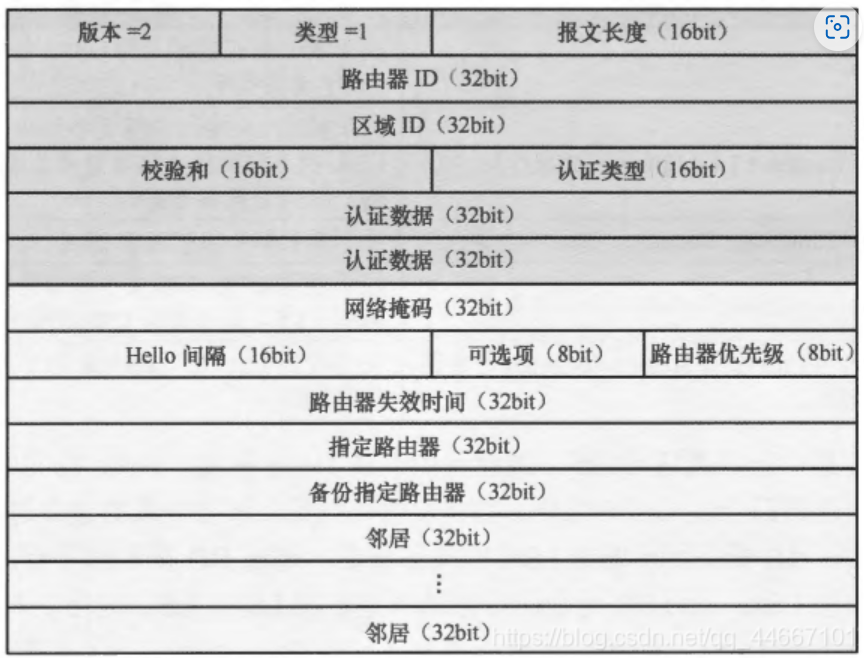 版本 =2 类型 =1 报文长度（16bit）
路由器 ID（32bit）
区域 ID（32bit）
校验和（16bit） 认证类型（16bit）
认证数据（32bit）
认证数据（32bit）
网络掩码（32bit）
Hello 间隔（16bit） 可选项（8bit） 路由器优先级（8bit）
路由器失效时间（32bit）
指定路由器（32bit）
备份指定路由器（32bit）
邻居（32bit）
⋮
邻居（32bit）
https://blog.csdn.net/qq_44667101